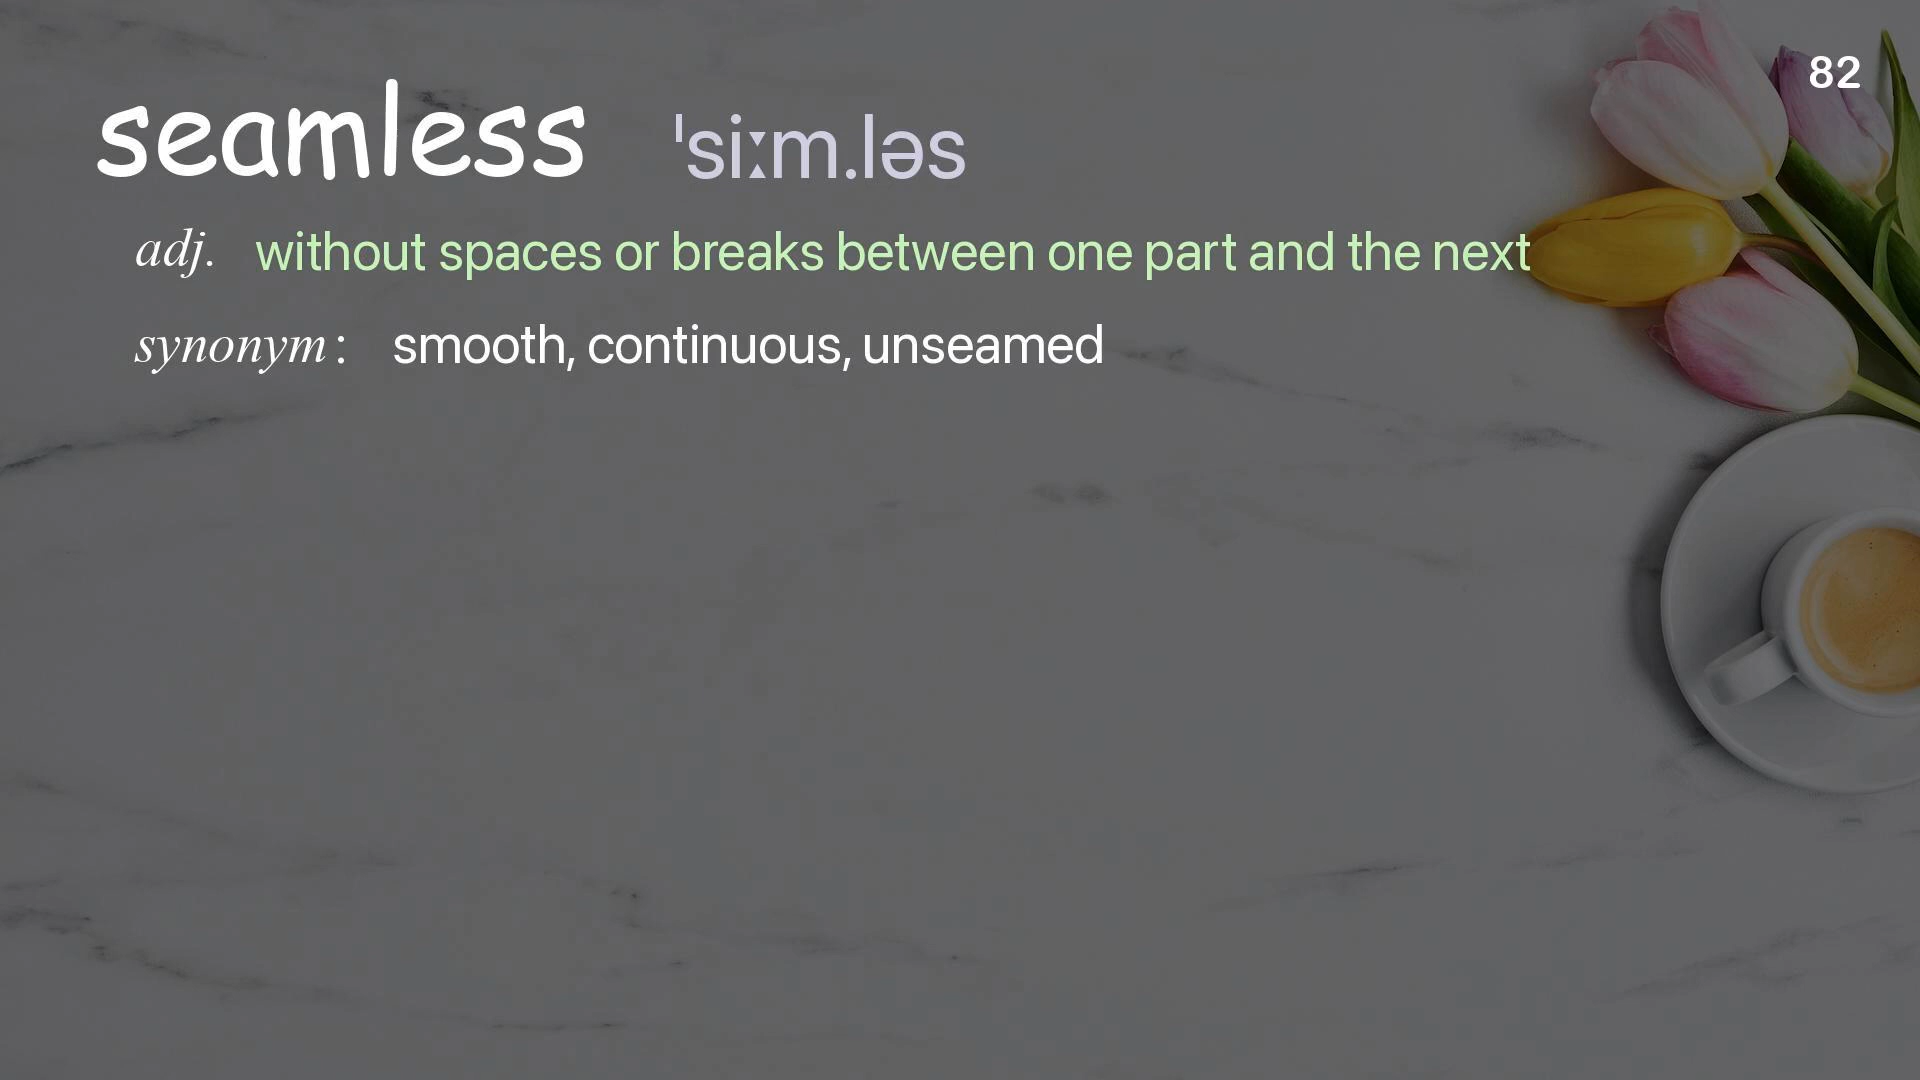 82
seamless ˈsiːm.ləs
adj. without spaces or breaks between one part and the next
synonym: smooth, continuous, unseamed